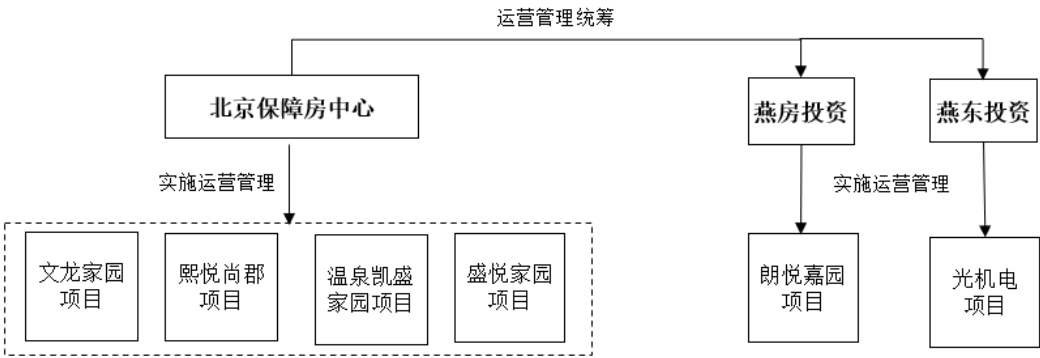 运营管理统筹
北京保障房中心
燕房投资
燕东投资
实施运营管理
实施运营管理
文龙家园
项目
熙悦尚郡
项目
温泉凯盛
家园项目
盛悦家园
项目
朗悦嘉园
项目
光机电
项目